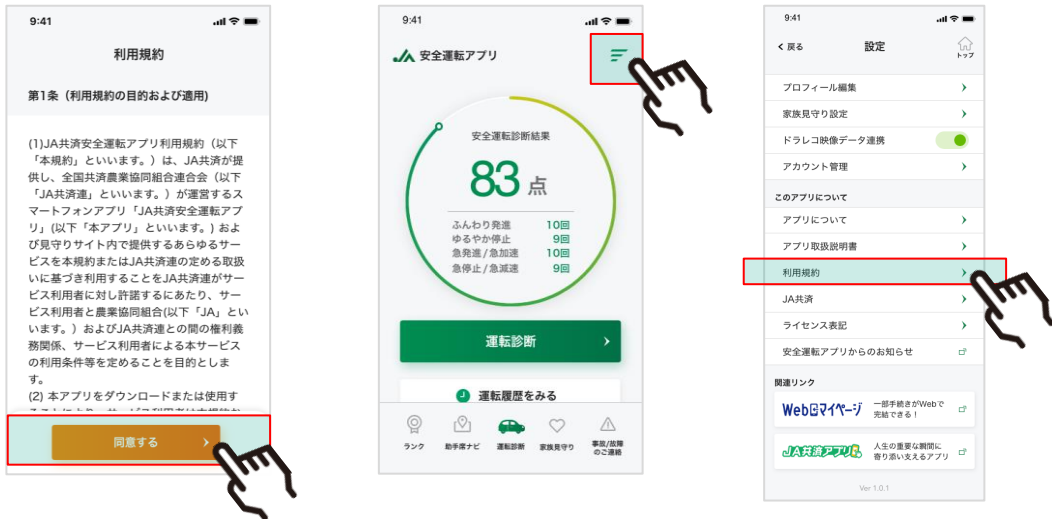 9:41
利用規約
第1条（利用規約の目的および適用)
(1)JA共済安全運転アプリ利用規約（以下
「本規約」といいます。）は、JA共済が提
供し、全国共済農業協同組合連合会（以下
「JA共済連」といいます。）が運営するス
マートフォンアプリ「JA共済安全運転アプ
リ」(以下「本アプリ」といいます。) およ
び見守りサイト内で提供するあらゆるサー
ビスを本規約またはJA共済連の定める取扱
いに基づき利用することをJA共済連がサー
ビス利用者に対し許諾するにあたり、サー
ビス利用者と農業協同組合(以下「JA」とい
います。）およびJA共済連との間の権利義
務関係、サービス利用者による本サービス
の利用条件等を定めることを目的としま
す。
(2) 本アプリをダウンロードまたは使用す
同意する
9:41
JA 安全運転アプリ
安全運転診断結果
83点
ふんわり発進 10回
ゆるやか停止 9回
急発進/急加速 10回
急停止/急減速 9回
運転診断
運転履歴をみる
ランク 助手席ナビ 運転診断 家族見守り 事故/故障
のご連絡
9:41
戻る 設定 トップ
プロフィール編集
家族見守り設定
ドラレコ映像データ連携
アカウント管理
このアプリについて
アプリについて
アプリ取扱説明書
利用規約
JA共済
ライセンス表記
安全運転アプリからのお知らせ
関連リンク
Webマイページ 一部手続きがWebで
完結できる！
JA共済アプリ 人生の重要な瞬間に
寄り添い支えるアプリ
Ver 1.0.1